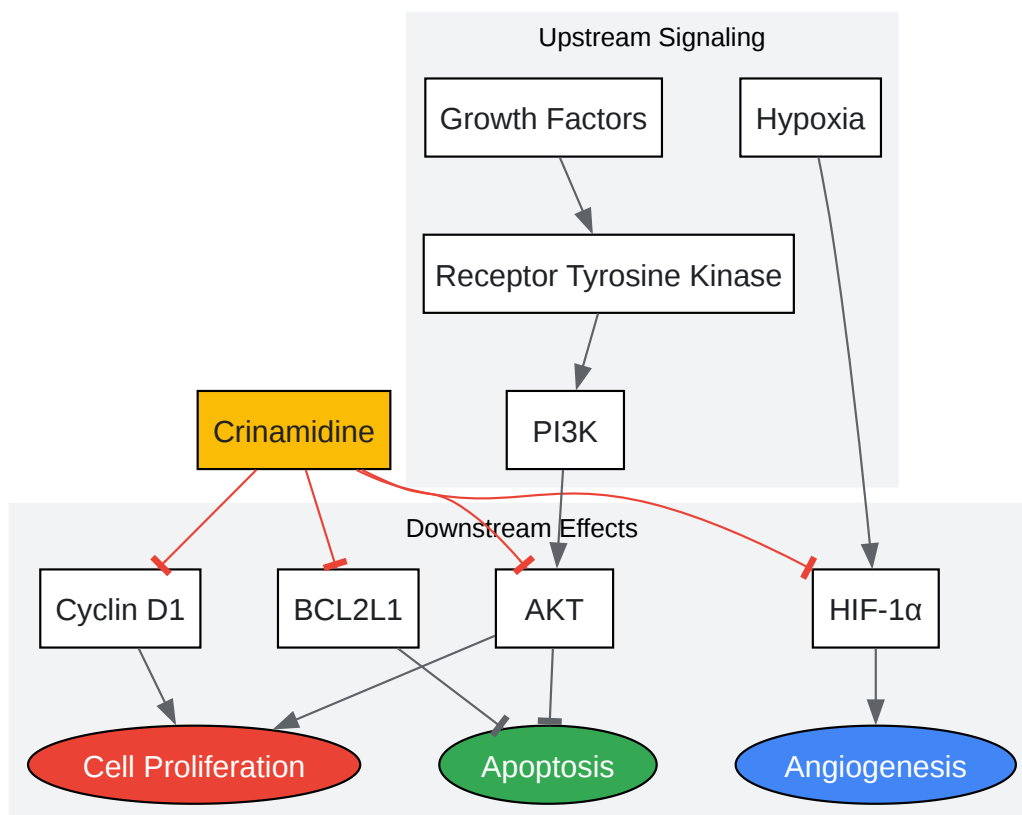 Upstream Signaling
Growth Factors
Hypoxia
Receptor Tyrosine Kinase
Crinamidine
PI3K
Downstream Effects
Cyclin D1
BCL2L1
AKT
HIF-1α
Cell Proliferation
Apoptosis
Angiogenesis